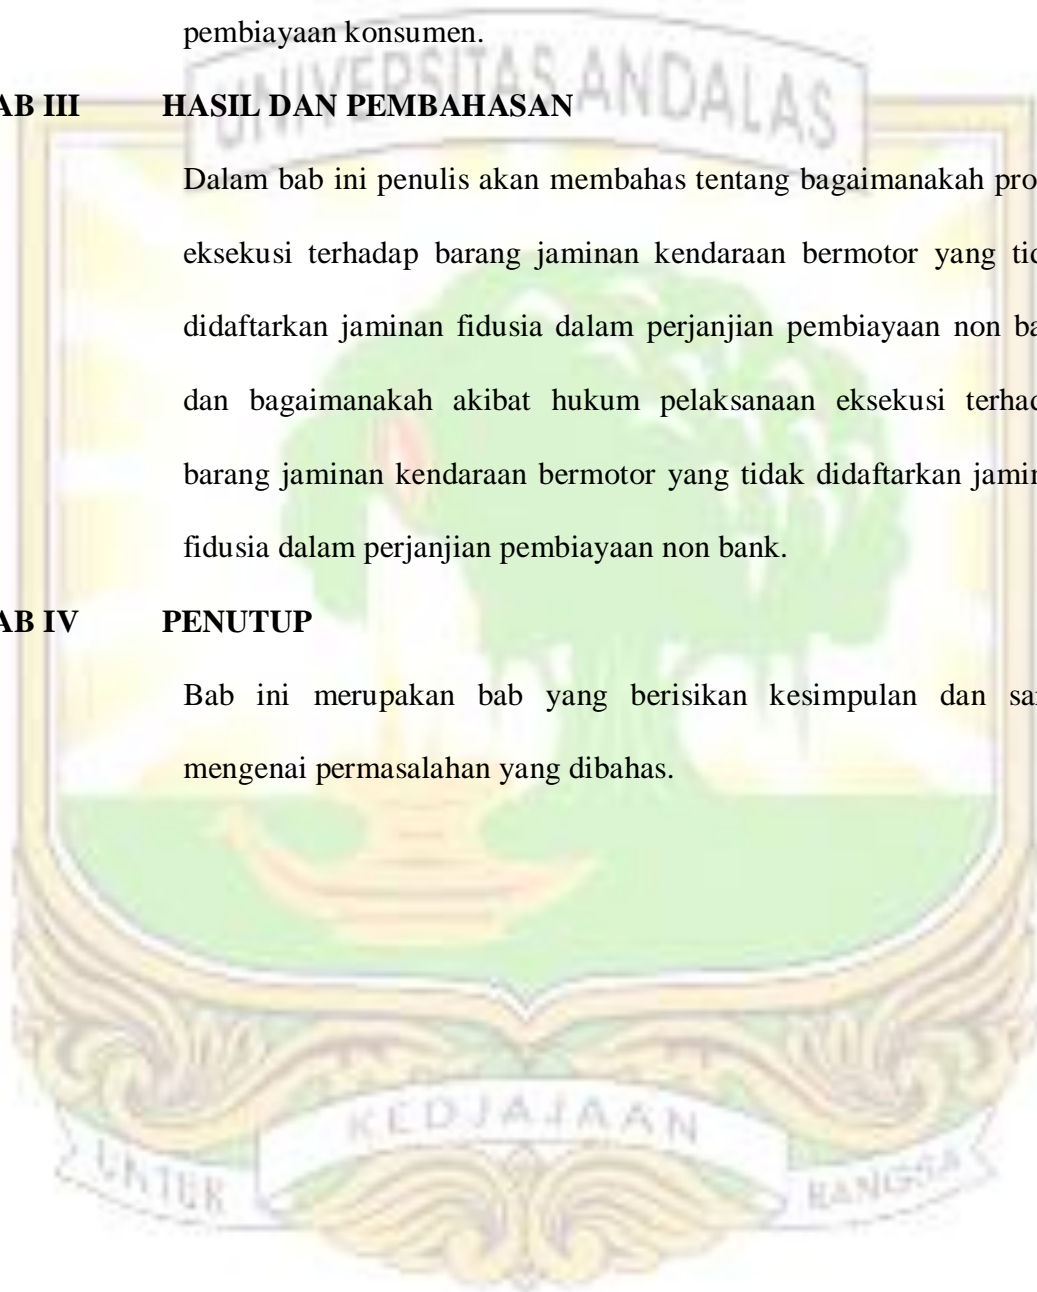 pembiayaan konsumen.
UNIVERSITAS ANDALAS
AB III HASIL DAN PEMBAHASAN
Dalam bab ini penulis akan membahas tentang bagaimanakah pro
eksekusi terhadap barang jaminan kendaraan bermotor yang tid
didaftarkan jaminan fidusia dalam perjanjian pembiayaan non ba
dan bagaimanakah akibat hukum pelaksanaan eksekusi terhad
barang jaminan kendaraan bermotor yang tidak didaftarkan jamin
fidusia dalam perjanjian pembiayaan non bank.
AB IV PENUTUP
Bab ini merupakan bab yang berisikan kesimpulan dan sar
mengenai permasalahan yang dibahas.
UNTUK KEDJAJAAN BANGSA